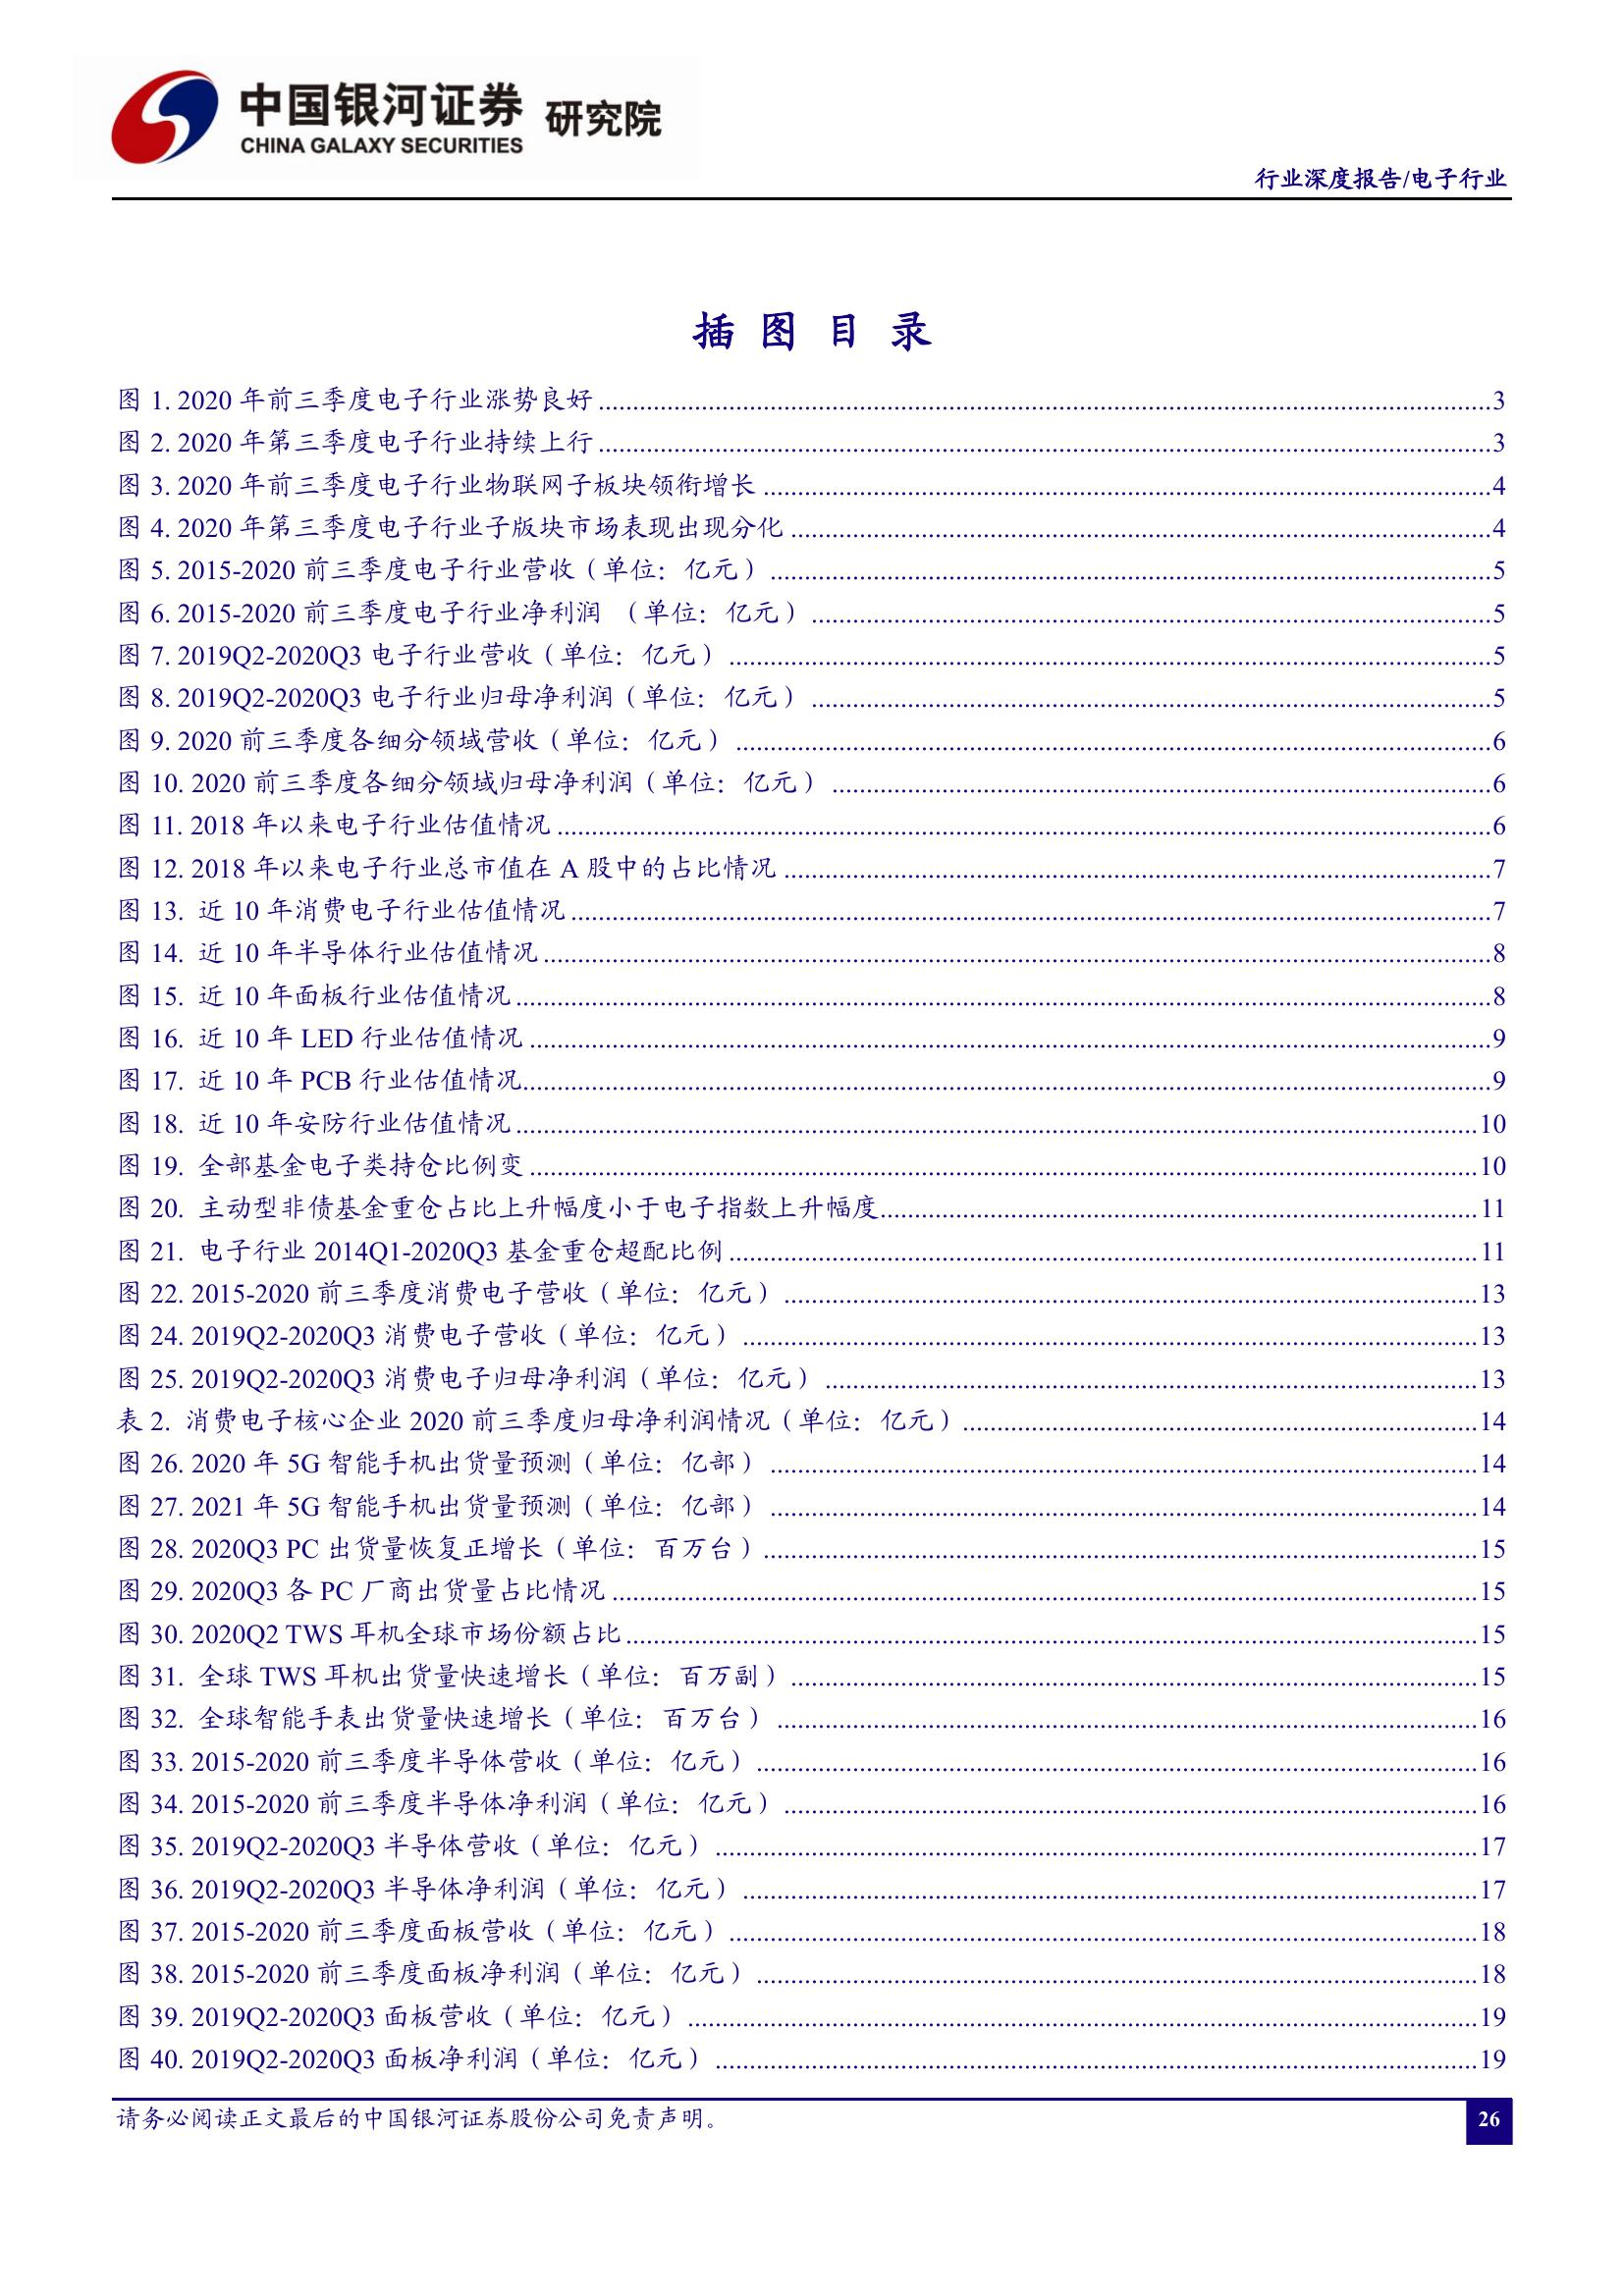 中国银河证券 研究院
CHINA GALAXY SECURITIES
行业深度报告/电子行业
插 图 目 录
图 1. 2020 年前三季度电子行业涨势良好 3
图 2. 2020 年第三季度电子行业持续上行 3
图 3. 2020 年前三季度电子行业物联网子板块领衔增长 4
图 4. 2020 年第三季度电子行业子版块市场表现出现分化 4
图 5. 2015-2020 前三季度电子行业营收（单位：亿元） 5
图 6. 2015-2020 前三季度电子行业净利润 （单位：亿元） 5
图 7. 2019Q2-2020Q3 电子行业营收（单位：亿元） 5
图 8. 2019Q2-2020Q3 电子行业归母净利润（单位：亿元） 5
图 9. 2020 前三季度各细分领域营收（单位：亿元） 6
图 10. 2020 前三季度各细分领域归母净利润（单位：亿元） 6
图 11. 2018 年以来电子行业估值情况 6
图 12. 2018 年以来电子行业总市值在 A 股中的占比情况 7
图 13. 近 10 年消费电子行业估值情况 7
图 14. 近 10 年半导体行业估值情况 8
图 15. 近 10 年面板行业估值情况 8
图 16. 近 10 年 LED 行业估值情况 9
图 17. 近 10 年 PCB 行业估值情况 9
图 18. 近 10 年安防行业估值情况 10
图 19. 全部基金电子类持仓比例变 10
图 20. 主动型非债基金重仓占比上升幅度小于电子指数上升幅度 11
图 21. 电子行业 2014Q1-2020Q3 基金重仓超配比例 11
图 22. 2015-2020 前三季度消费电子营收（单位：亿元） 13
图 24. 2019Q2-2020Q3 消费电子营收（单位：亿元） 13
图 25. 2019Q2-2020Q3 消费电子归母净利润（单位：亿元） 13
表 2. 消费电子核心企业 2020 前三季度归母净利润情况（单位：亿元） 14
图 26. 2020 年 5G 智能手机出货量预测（单位：亿部） 14
图 27. 2021 年 5G 智能手机出货量预测（单位：亿部） 14
图 28. 2020Q3 PC 出货量恢复正增长（单位：百万台） 15
图 29. 2020Q3 各 PC 厂商出货量占比情况 15
图 30. 2020Q2 TWS 耳机全球市场份额占比 15
图 31. 全球 TWS 耳机出货量快速增长（单位：百万副） 15
图 32. 全球智能手表出货量快速增长（单位：百万台） 16
图 33. 2015-2020 前三季度半导体营收（单位：亿元） 16
图 34. 2015-2020 前三季度半导体净利润（单位：亿元） 16
图 35. 2019Q2-2020Q3 半导体营收（单位：亿元） 17
图 36. 2019Q2-2020Q3 半导体净利润（单位：亿元） 17
图 37. 2015-2020 前三季度面板营收（单位：亿元） 18
图 38. 2015-2020 前三季度面板净利润（单位：亿元） 18
图 39. 2019Q2-2020Q3 面板营收（单位：亿元） 19
图 40. 2019Q2-2020Q3 面板净利润（单位：亿元） 19
请务必阅读正文最后的中国银河证券股份公司免责声明。
26